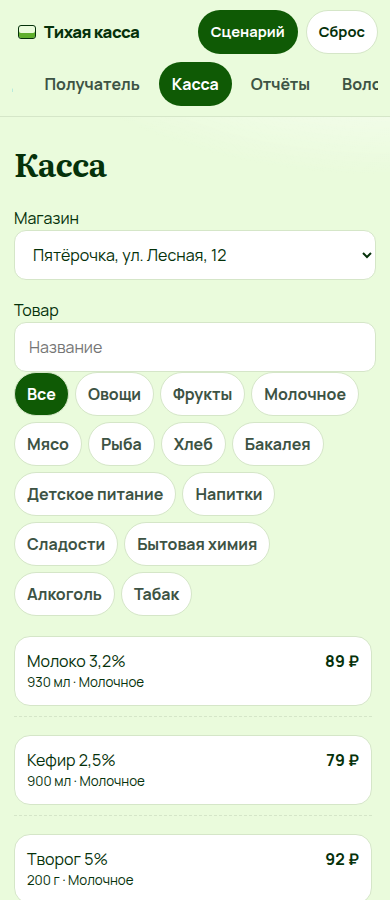 Тихая касса
Сценарий
Сброс
Получатель
Касса
Отчёты
Касса
Магазин
Пятёрочка, ул. Лесная, 12
Товар
Название
Все
Овощи
Фрукты
Молочное
Мясо
Рыба
Хлеб
Бакалея
Детское питание
Напитки
Сладости
Бытовая химия
Алкоголь
Табак
Молоко 3,2%
89 ₽
930 мл · Молочное
Кефир 2,5%
79 ₽
900 мл · Молочное
Творог 5%
92 ₽
200 г · Молочное